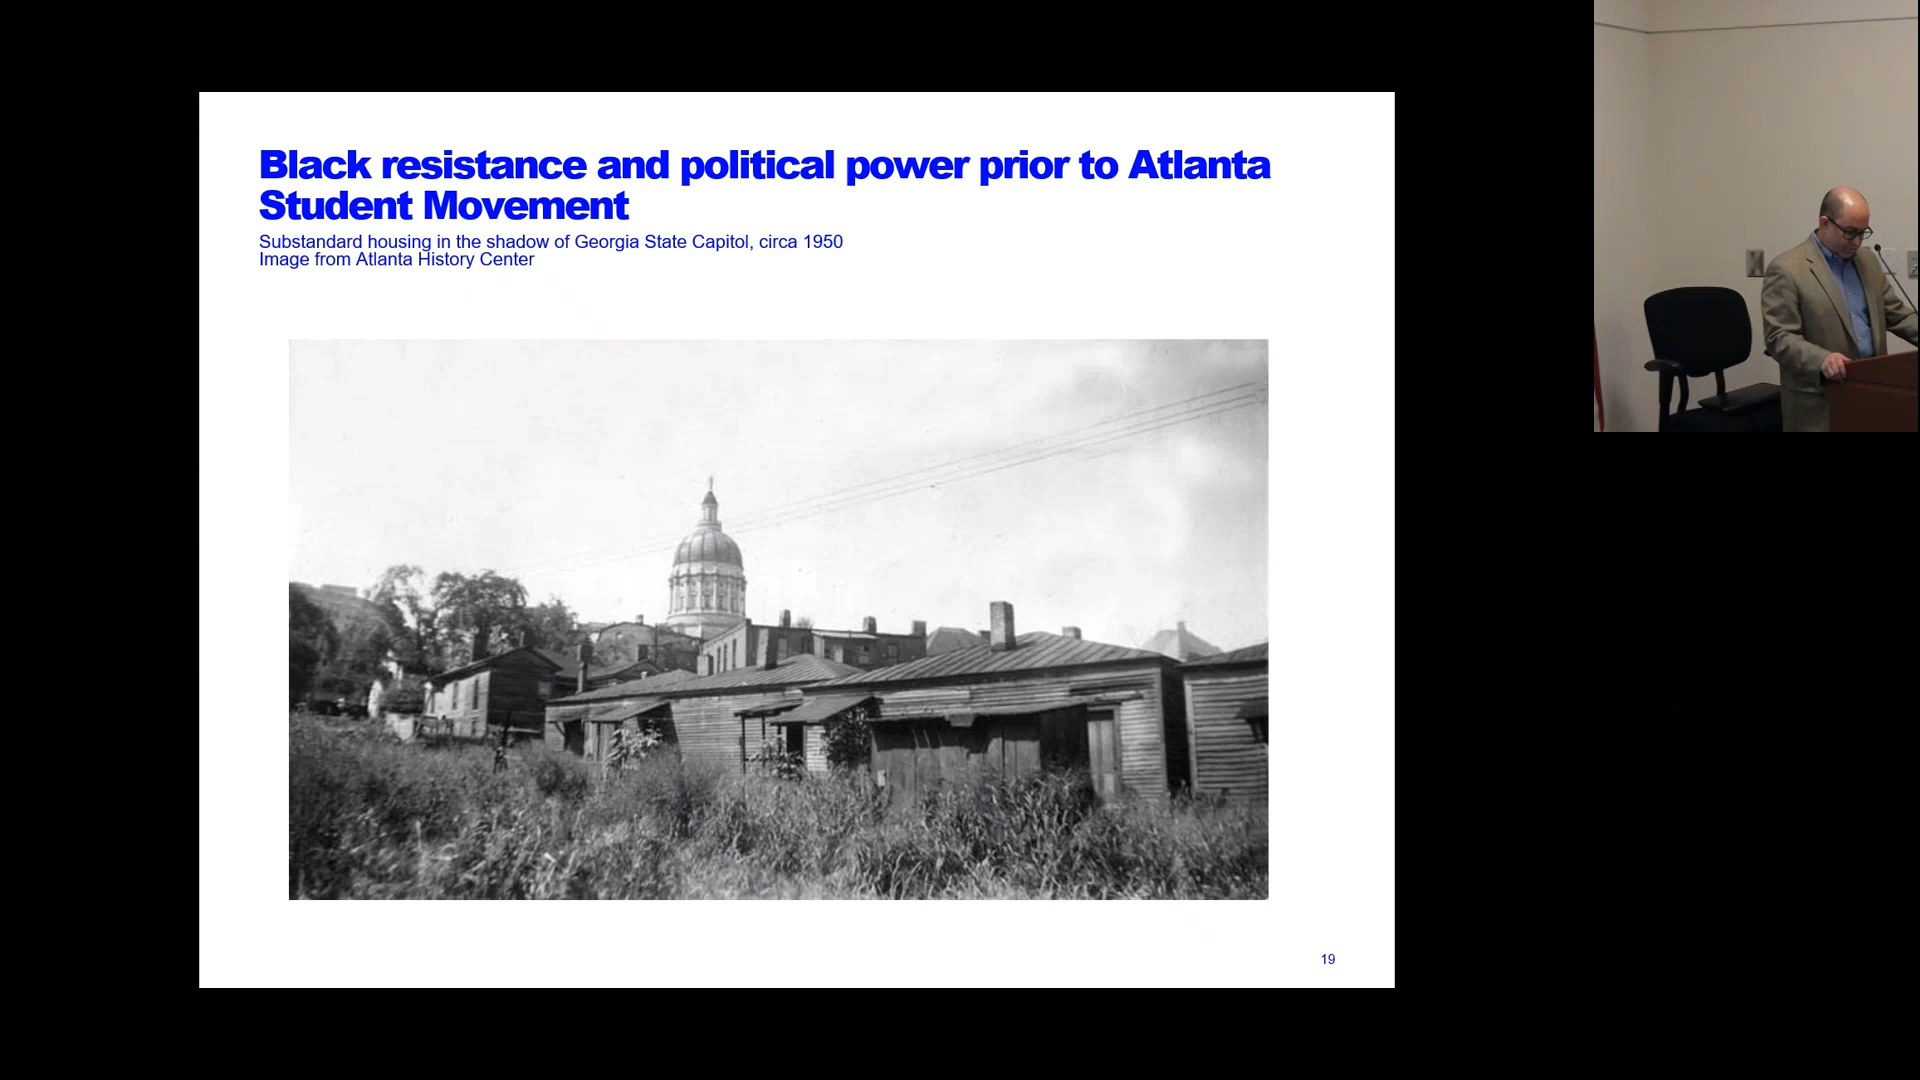 Black resistance and political power prior to Atlanta
Student Movement
Substandard housing in the shadow of Georgia State Capitol, circa 1950
Image from Atlanta History Center
19